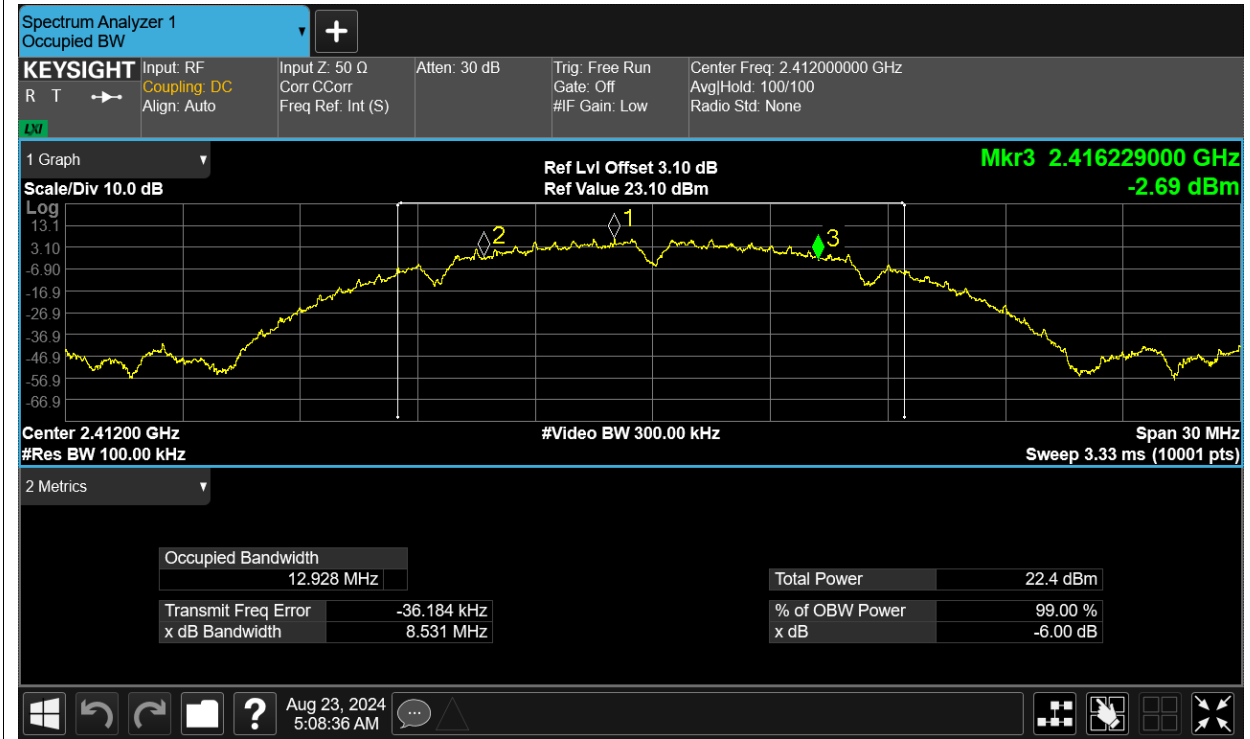 Spectrum Analyzer 1
Occupied BW
+
KEYSIGHT
R T
LXI
Input: RF
Coupling: DC
Align: Auto
Input Z: 50 Ω
Corr CCorr
Freq Ref: Int (S)
Atten: 30 dB
Trig: Free Run
Gate: Off
#IF Gain: Low
Center Freq: 2.412000000 GHz
Avg|Hold: 100/100
Radio Std: None
1 Graph
Scale/Div 10.0 dB
Ref Lvl Offset 3.10 dB
Ref Value 23.10 dBm
Mkr3 2.416229000 GHz
-2.69 dBm
Log
13.1
3.10
-6.90
-16.9
-26.9
-36.9
-46.9
-56.9
-66.9
2
1
3
Center 2.41200 GHz
#Video BW 300.00 kHz
Span 30 MHz
#Res BW 100.00 kHz
Sweep 3.33 ms (10001 pts)
2 Metrics
Occupied Bandwidth
12.928 MHz
Total Power 22.4 dBm
Transmit Freq Error -36.184 kHz
% of OBW Power 99.00 %
x dB Bandwidth 8.531 MHz
x dB -6.00 dB
?
Aug 23, 2024
5:08:36 AM